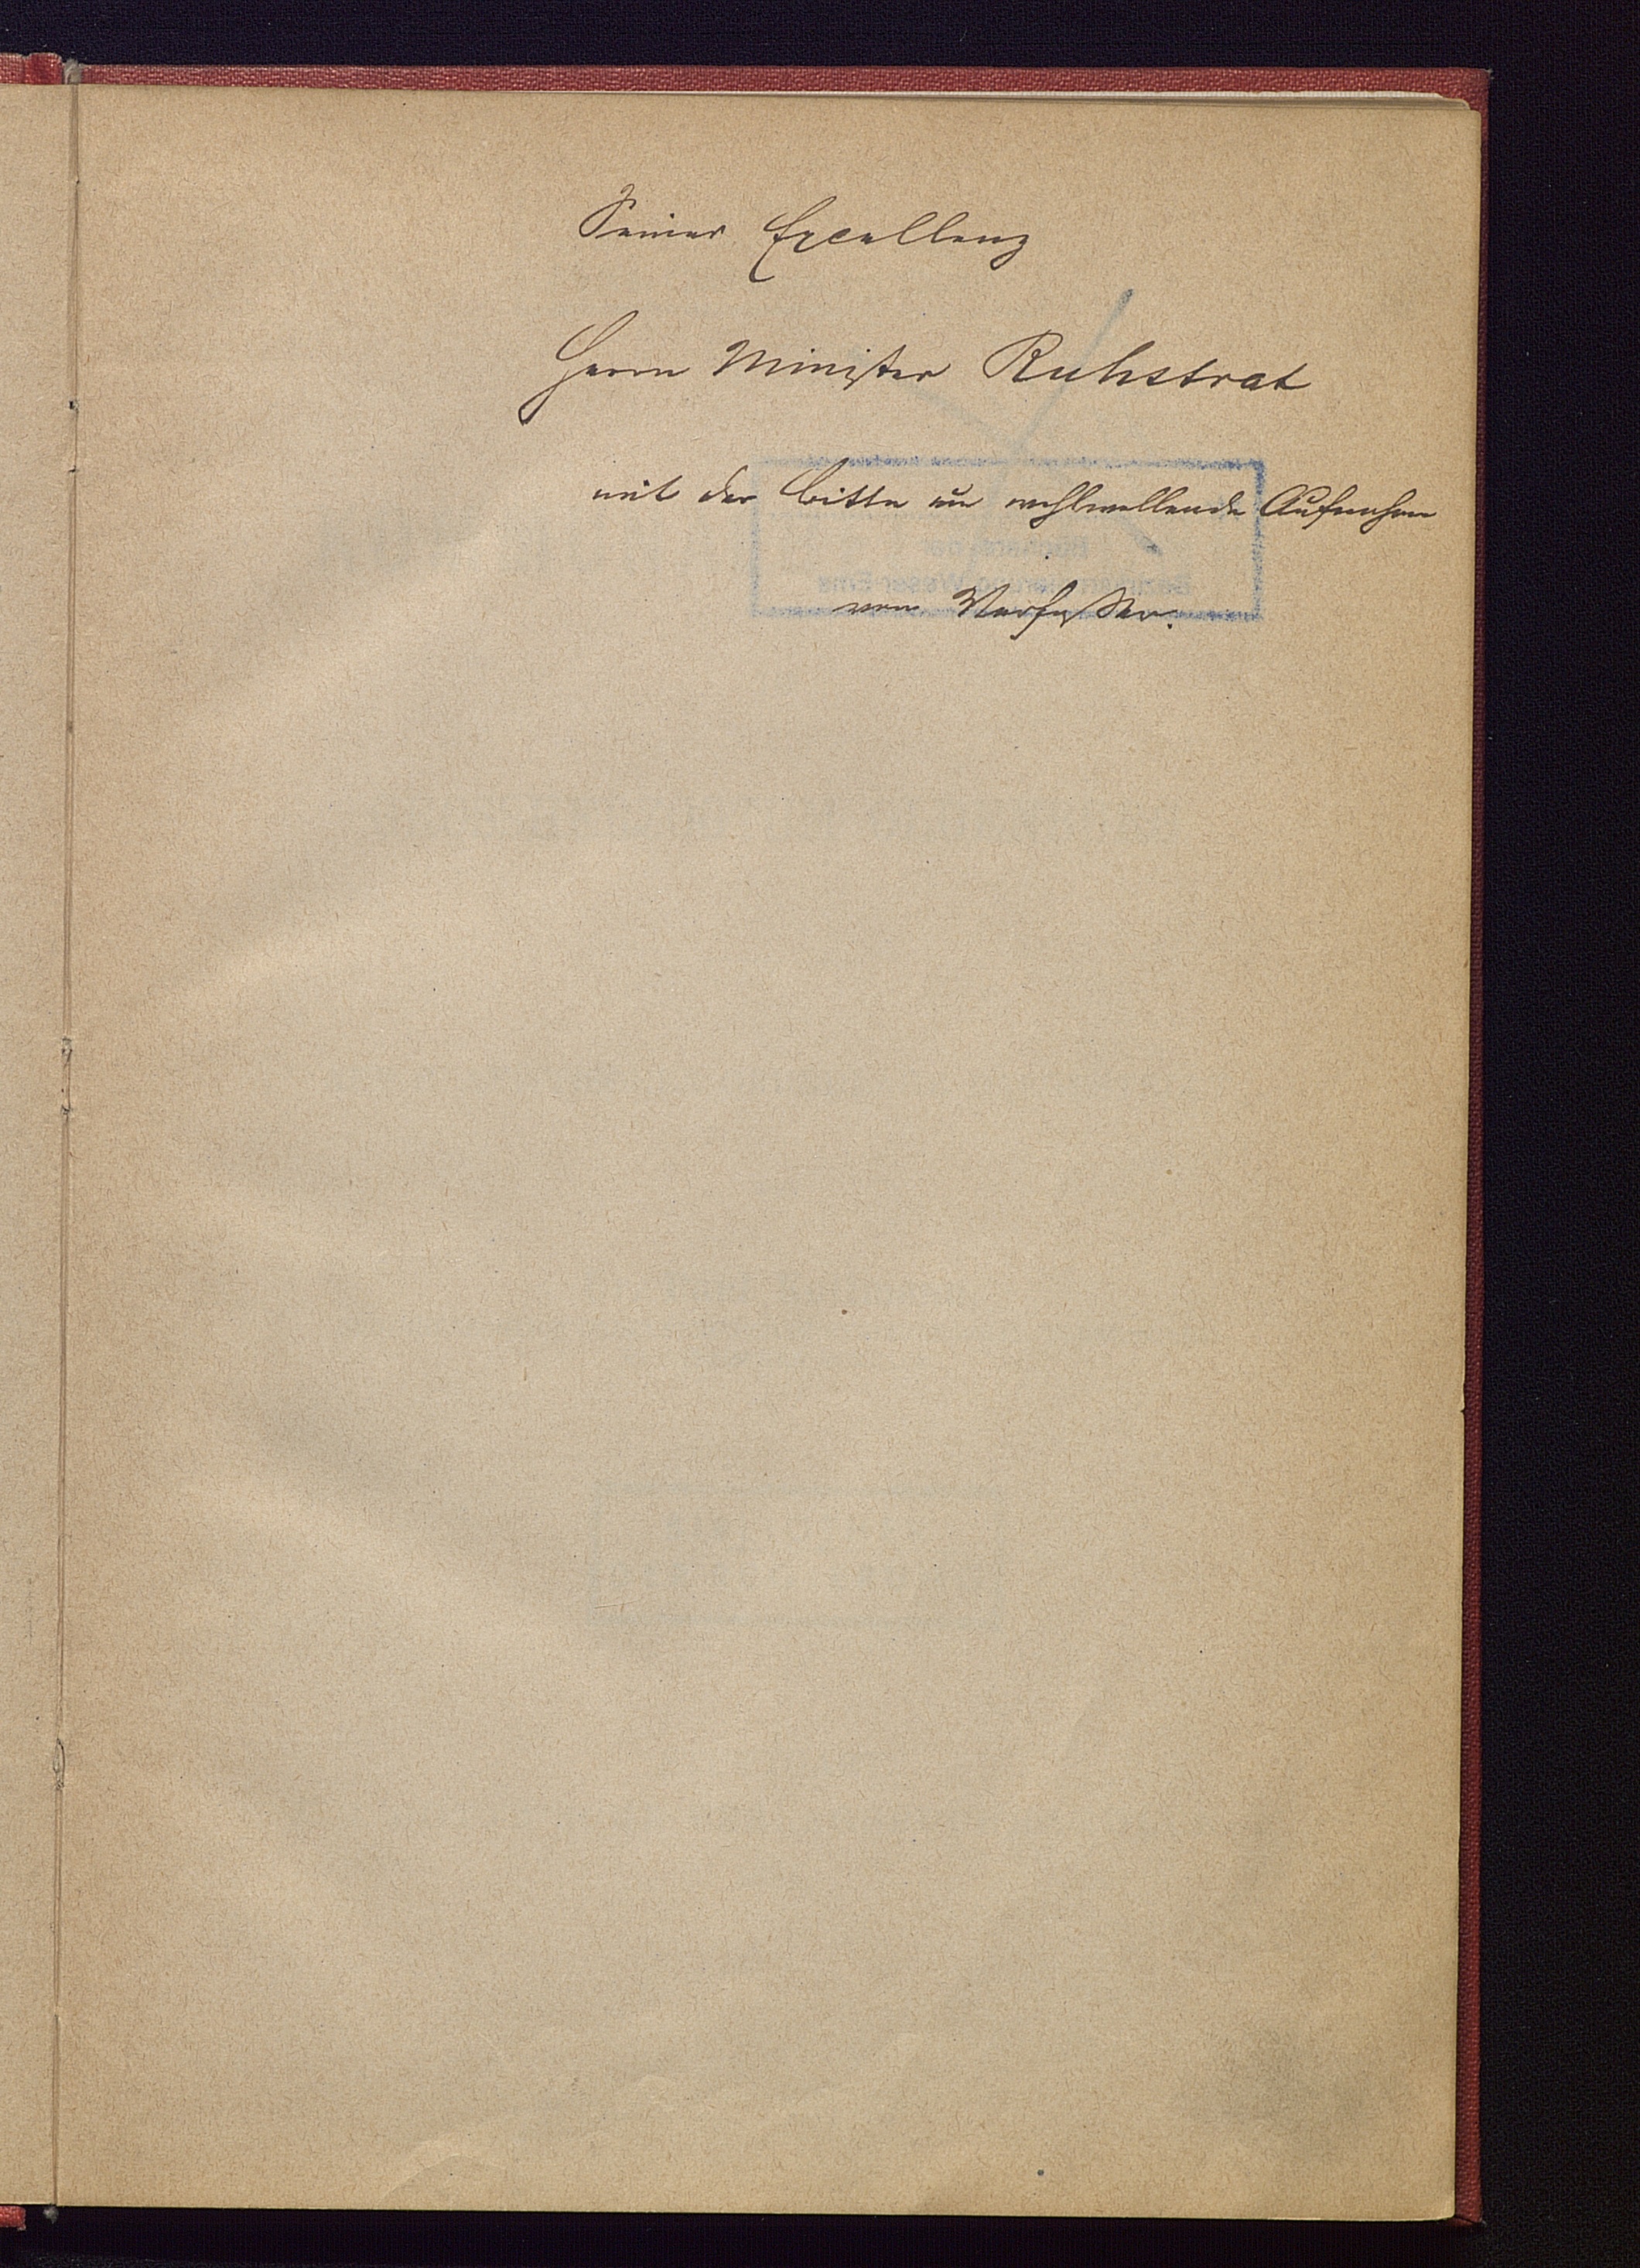 Seiner Excellenz
Herrn Minister Ruhstrat
mit der Bitte um wohlwollende Aufnahme
vom Verfasser.